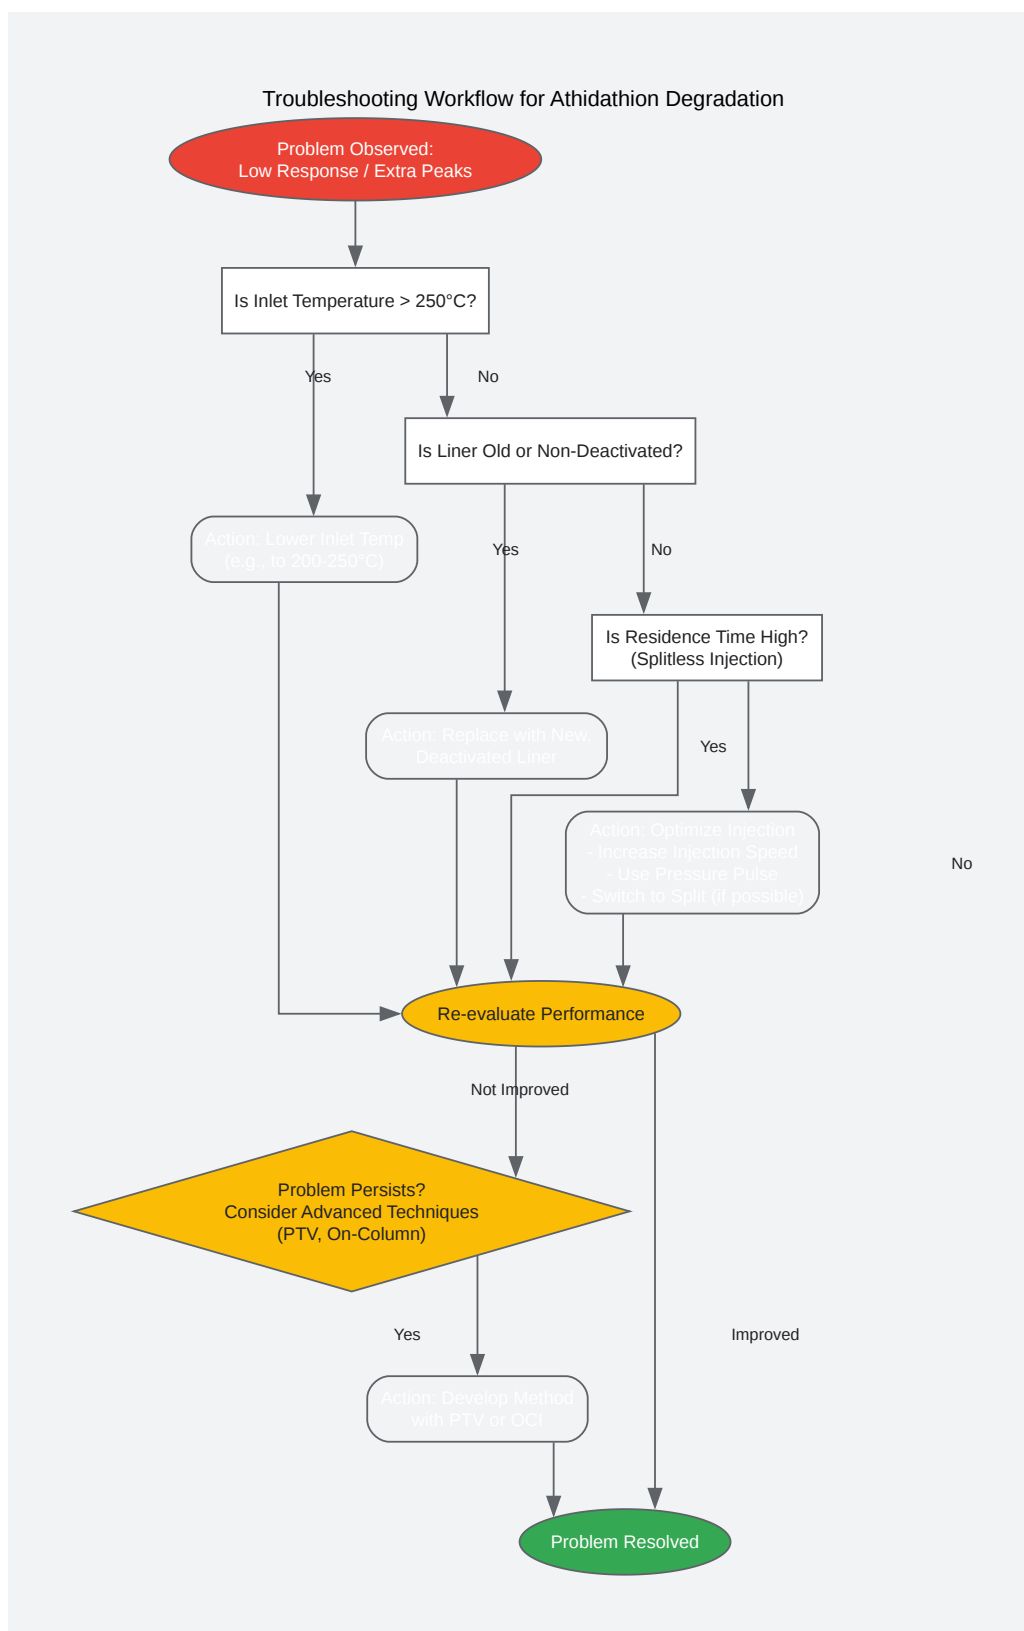 Troubleshooting Workflow for Athidathion Degradation
Problem Observed:
Low Response / Extra Peaks
Is Inlet Temperature > 250°C?
Yes
No
Is Liner Old or Non-Deactivated?
Action: Lower Inlet Temp
(e.g., to 200-250°C)
Yes
No
Is Residence Time High?
(Splitless Injection)
Action: Replace with New,
Deactivated Liner
Yes
Action: Optimize Injection
- Increase Injection Speed
- Use Pressure Pulse
- Switch to Split (if possible)
No
Re-evaluate Performance
Not Improved
Problem Persists?
Consider Advanced Techniques
(PTV, On-Column)
Yes
Improved
Action: Develop Method
with PTV or OCI
Problem Resolved